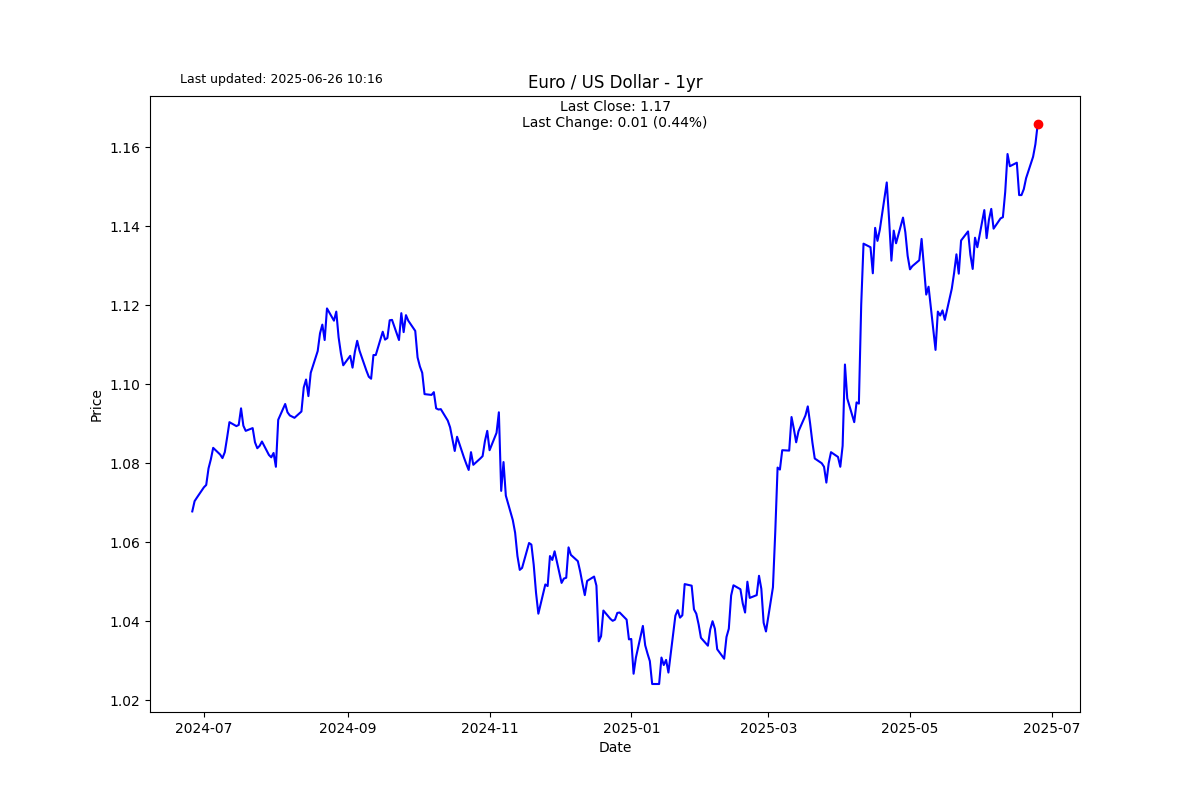 Last updated: 2025-06-26 10:16
Euro / US Dollar - 1yr
Last Close: 1.17
Last Change: 0.01 (0.44%)
Price
1.16
1.14
1.12
1.10
1.08
1.06
1.04
1.02
2024-07 2024-09 2024-11 2025-01 2025-03 2025-05 2025-07
Date